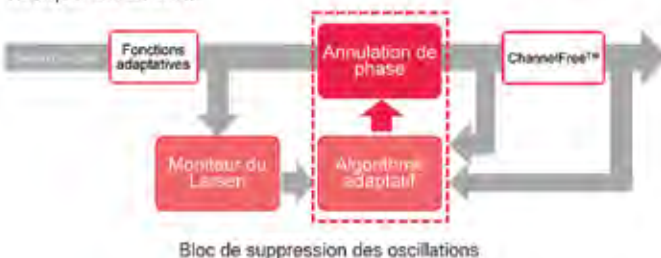 Fonctions
adaptatives
Annulation de
phase
ChannelFree™
Moniteur du
Larsen
Algorithme
adaptatif
Bloc de suppression des oscillations